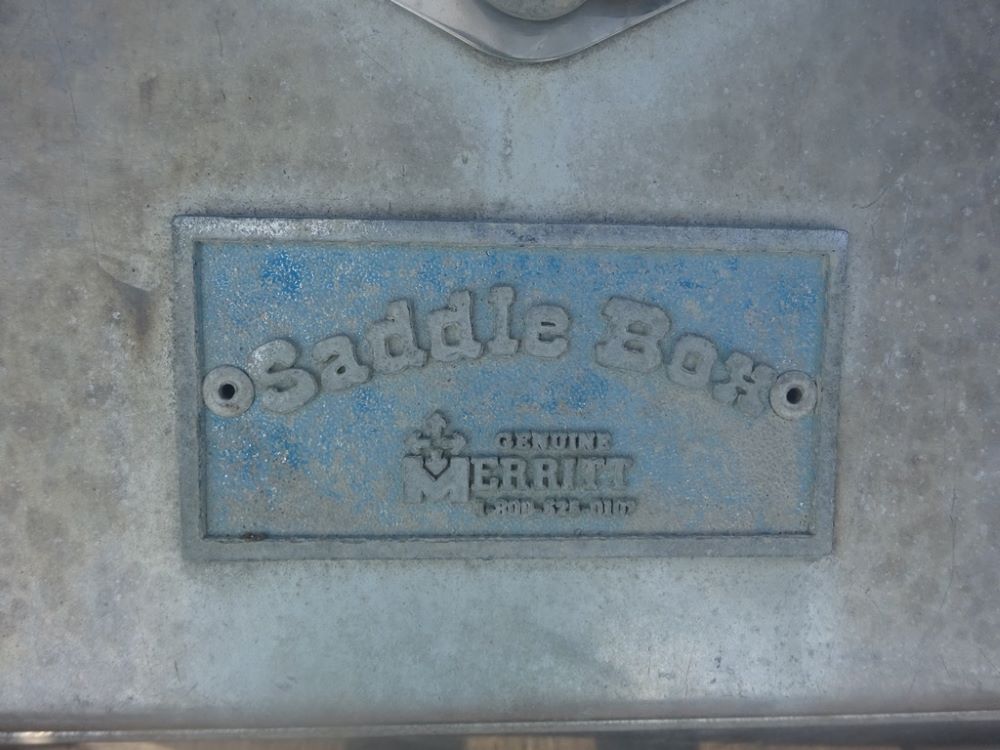 Saddle Box
GENUINE
MERRITT